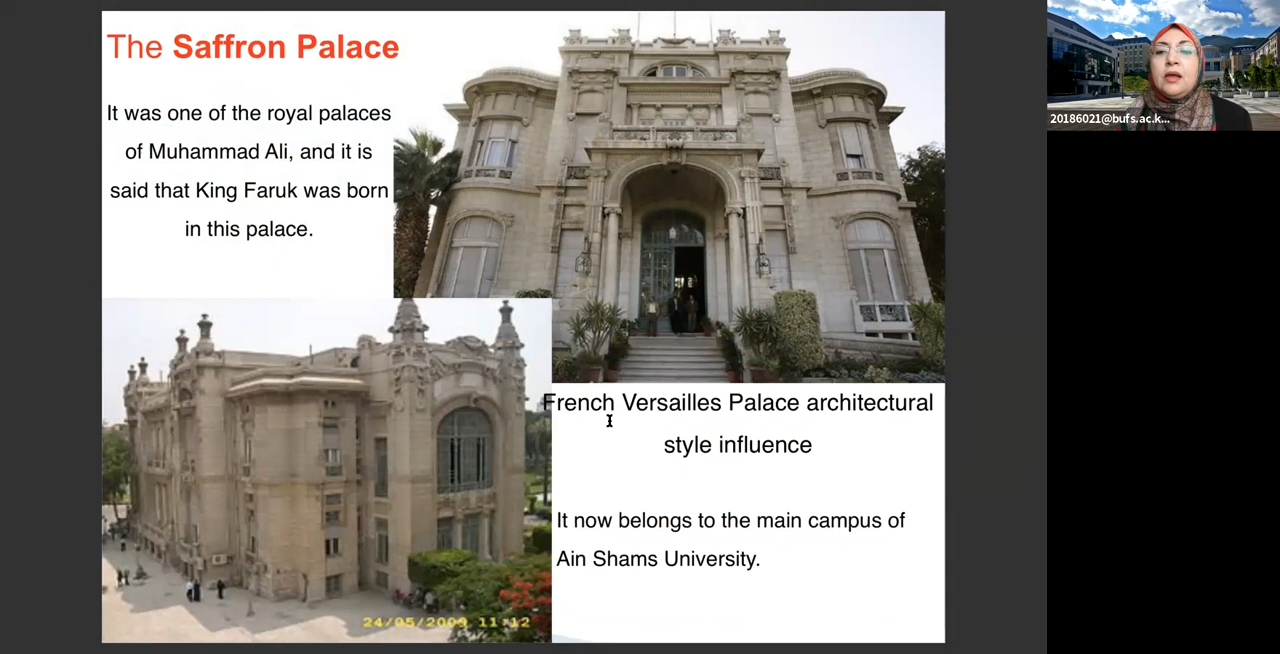 The Saffron Palace
It was one of the royal palaces
of Muhammad Ali, and it is
said that King Faruk was born
in this palace.
French Versailles Palace architectural
style influence
It now belongs to the main campus of
Ain Shams University.
24/05/2009 11:12
20186021@bufs.ac.k...